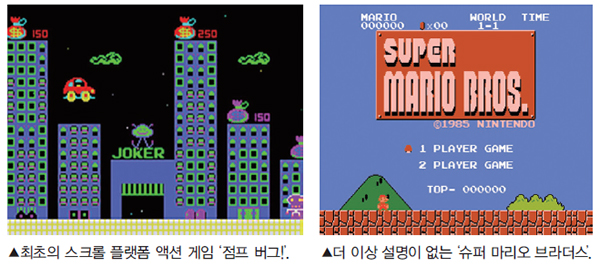 150
250
150
JOKER
▲최초의 스크롤 플랫폼 액션 게임 '점프 버그!'.
MARIO WORLD TIME
000000 x00 1-1
SUPER
MARIO BROS.
©1985 NINTENDO
1 PLAYER GAME
2 PLAYER GAME
TOP- 000000
▲더 이상 설명이 없는 '슈퍼 마리오 브라더스'.